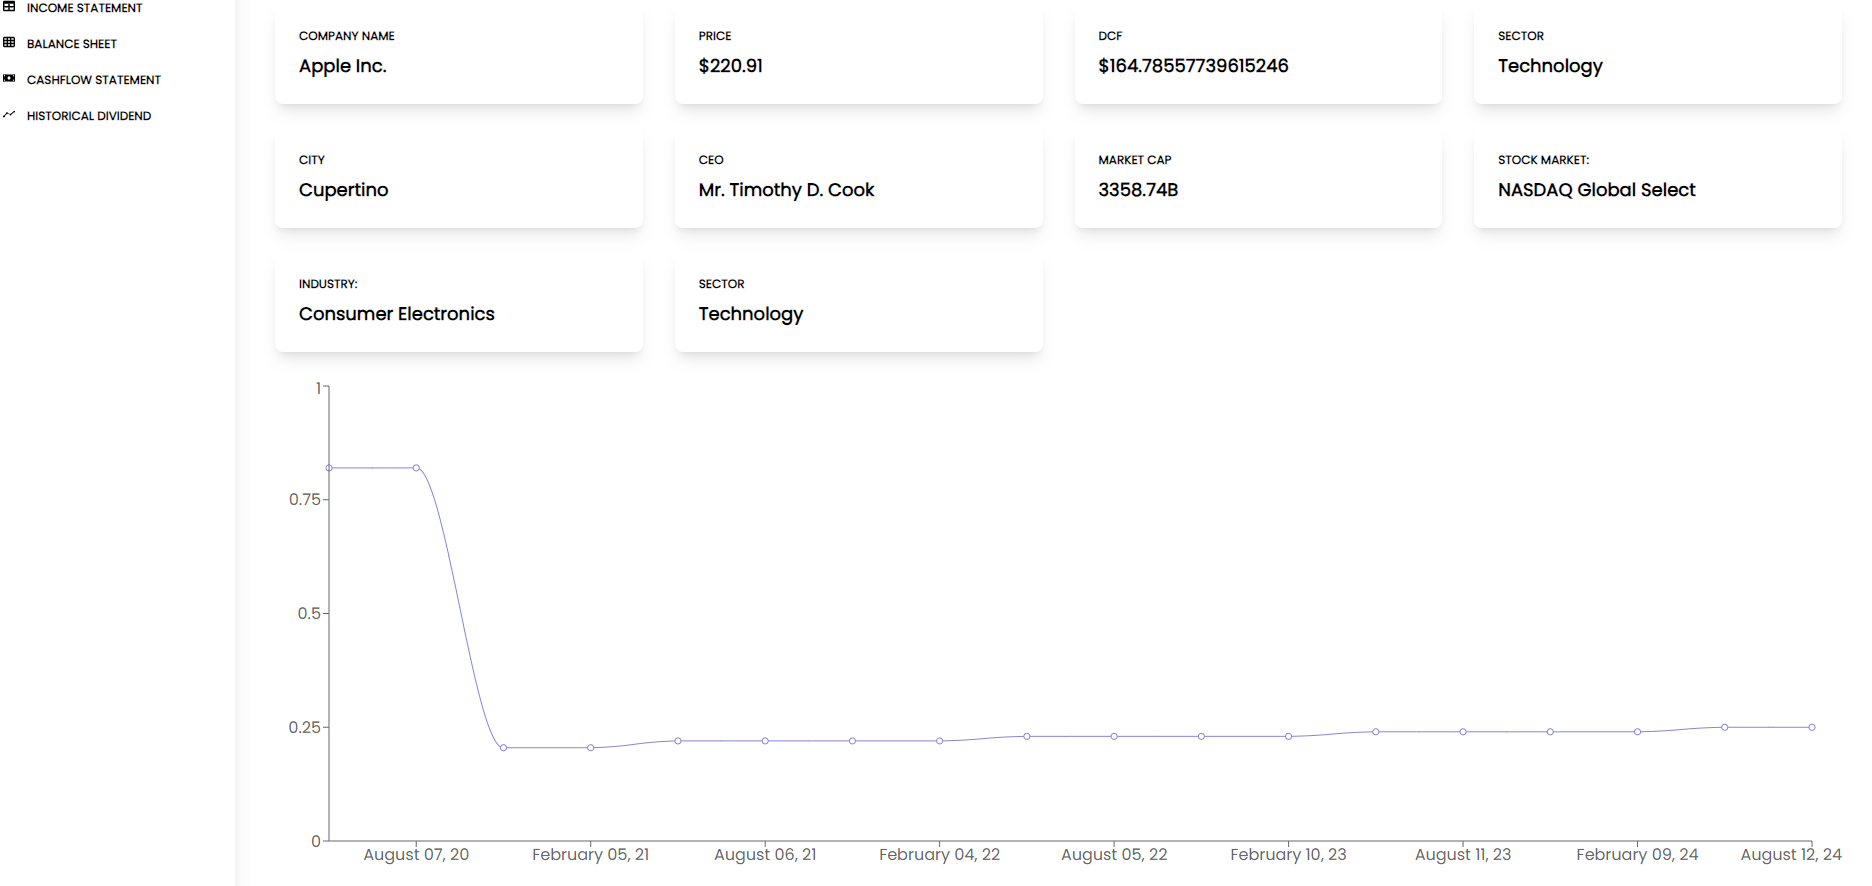 INCOME STATEMENT
BALANCE SHEET
CASHFLOW STATEMENT
HISTORICAL DIVIDEND
COMPANY NAME
Apple Inc.
PRICE
$220.91
DCF
$164.78557739615246
SECTOR
Technology
CITY
Cupertino
CEO
Mr. Timothy D. Cook
MARKET CAP
3358.74B
STOCK MARKET:
NASDAQ Global Select
INDUSTRY:
Consumer Electronics
SECTOR
Technology
1
0.75
0.5
0.25
0
August 07, 20
February 05, 21
August 06, 21
February 04, 22
August 05, 22
February 10, 23
August 11, 23
February 09, 24
August 12, 24